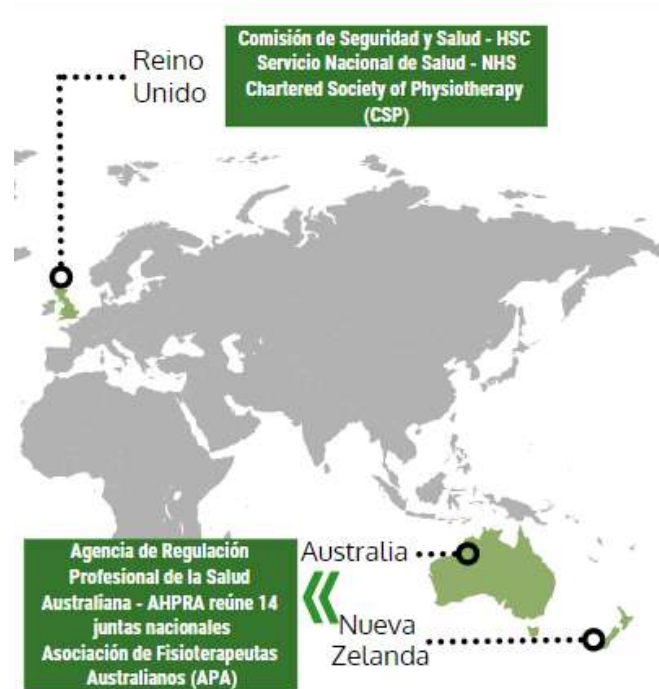 Reino
Unido
Comisión de Seguridad y Salud - HSC
Servicio Nacional de Salud - NHS
Chartered Society of Physiotherapy
(CSP)
Agencia de Regulación
Profesional de la Salud
Australiana - AHPRA reúne 14
juntas nacionales
Asociación de Fisioterapeutas
Australianos (APA)
Australia
Nueva
Zelanda